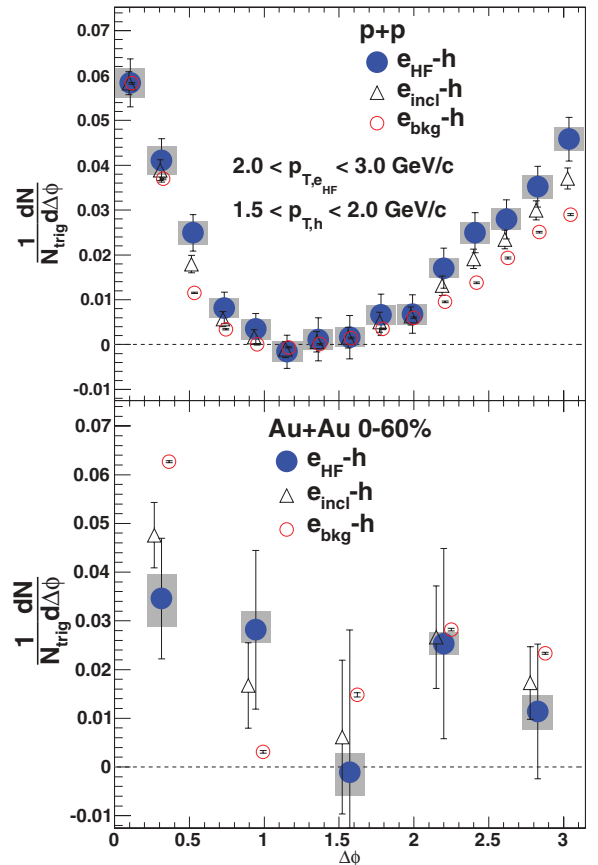 p+p
e_HF-h
e_incl-h
e_bkg-h
2.0 < p_T,e_HF < 3.0 GeV/c
1.5 < p_T,h < 2.0 GeV/c
1/N_trig dN/dΔϕ
0.07
0.06
0.05
0.04
0.03
0.02
0.01
0
-0.01
Au+Au 0-60%
e_HF-h
e_incl-h
e_bkg-h
1/N_trig dN/dΔϕ
0.07
0.06
0.05
0.04
0.03
0.02
0.01
0
-0.01
0 0.5 1 1.5 2 2.5 3
Δϕ